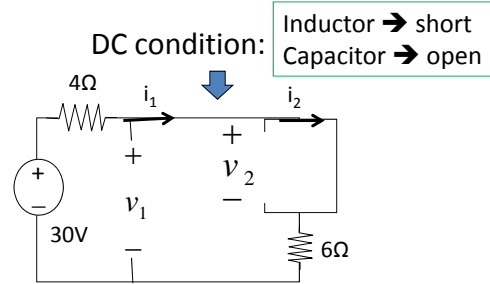 Inductor ➔ short
DC condition:
Capacitor ➔ open
4Ω
i₁
i₂
+
+
+
v₂
−
v₁
−
30V
−
6Ω